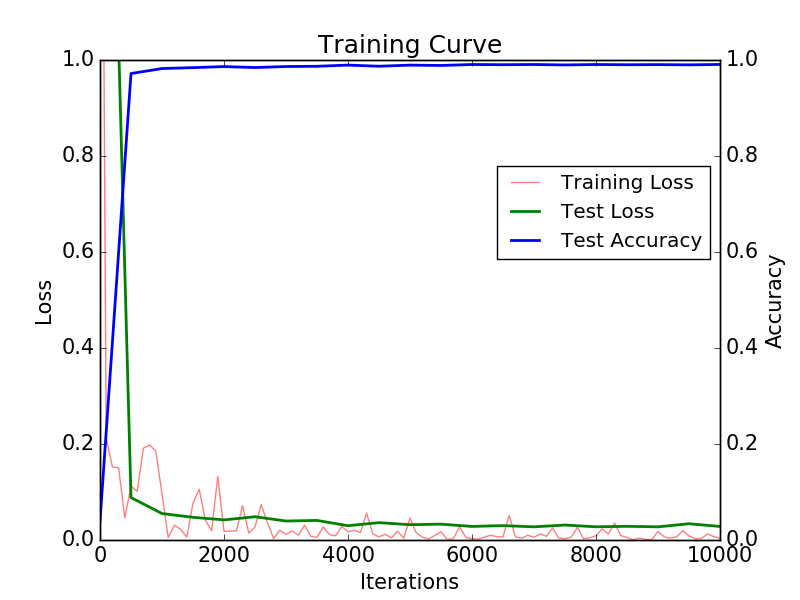 Training Curve
1.0
0.8
0.6
0.4
0.2
0.0
Loss
1.0
0.8
0.6
0.4
0.2
0.0
Accuracy
Training Loss
Test Loss
Test Accuracy
0 2000 4000 6000 8000 10000
Iterations